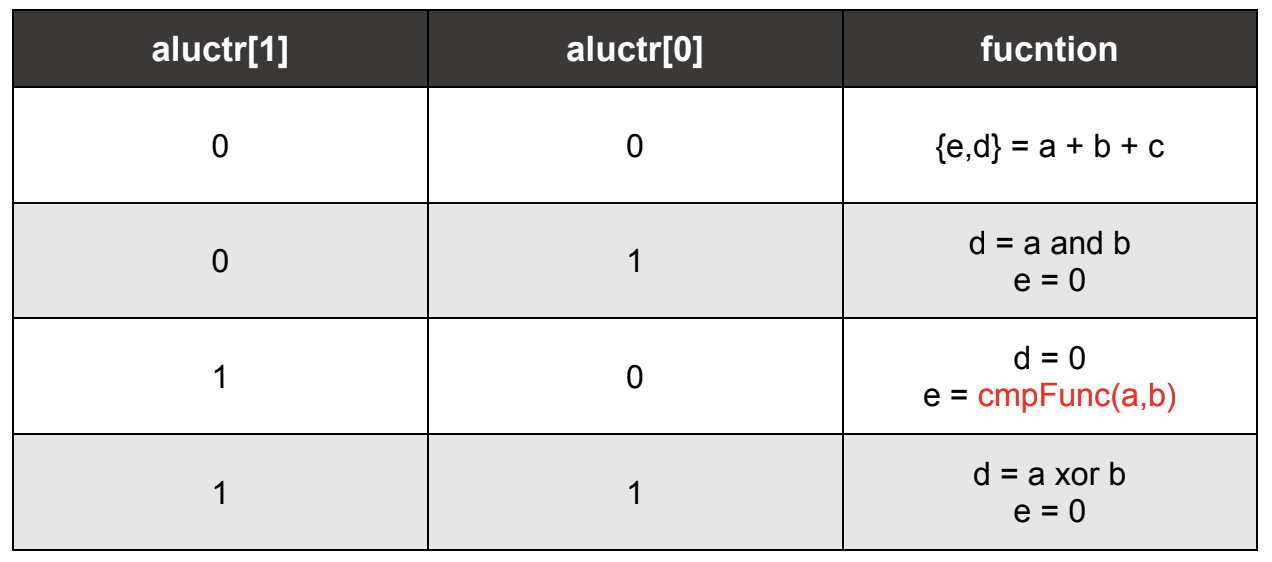 aluctr[1] aluctr[0] fucntion
0 0 {e,d} = a + b + c
0 1 d = a and b
e = 0
1 0 d = 0
e = cmpFunc(a,b)
1 1 d = a xor b
e = 0